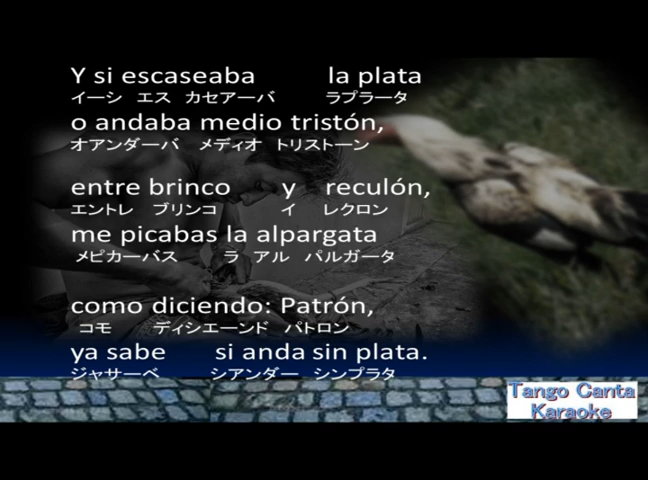 Y si escaseaba la plata
イーシ エス カセアーバ ラプラータ
o andaba medio tristón,
オアンダーバ メディオ トリストーン
entre brinco y reculón,
エントレ ブリンコ イ レクロン
me picabas la alpargata
メピカーバス ラ アル パルガータ
como diciendo: Patrón,
コモ ディシエーンド パトロン
ya sabe si anda sin plata.
ジャサーベ シアンダー シンプラタ
Tango Canta
Karaoke